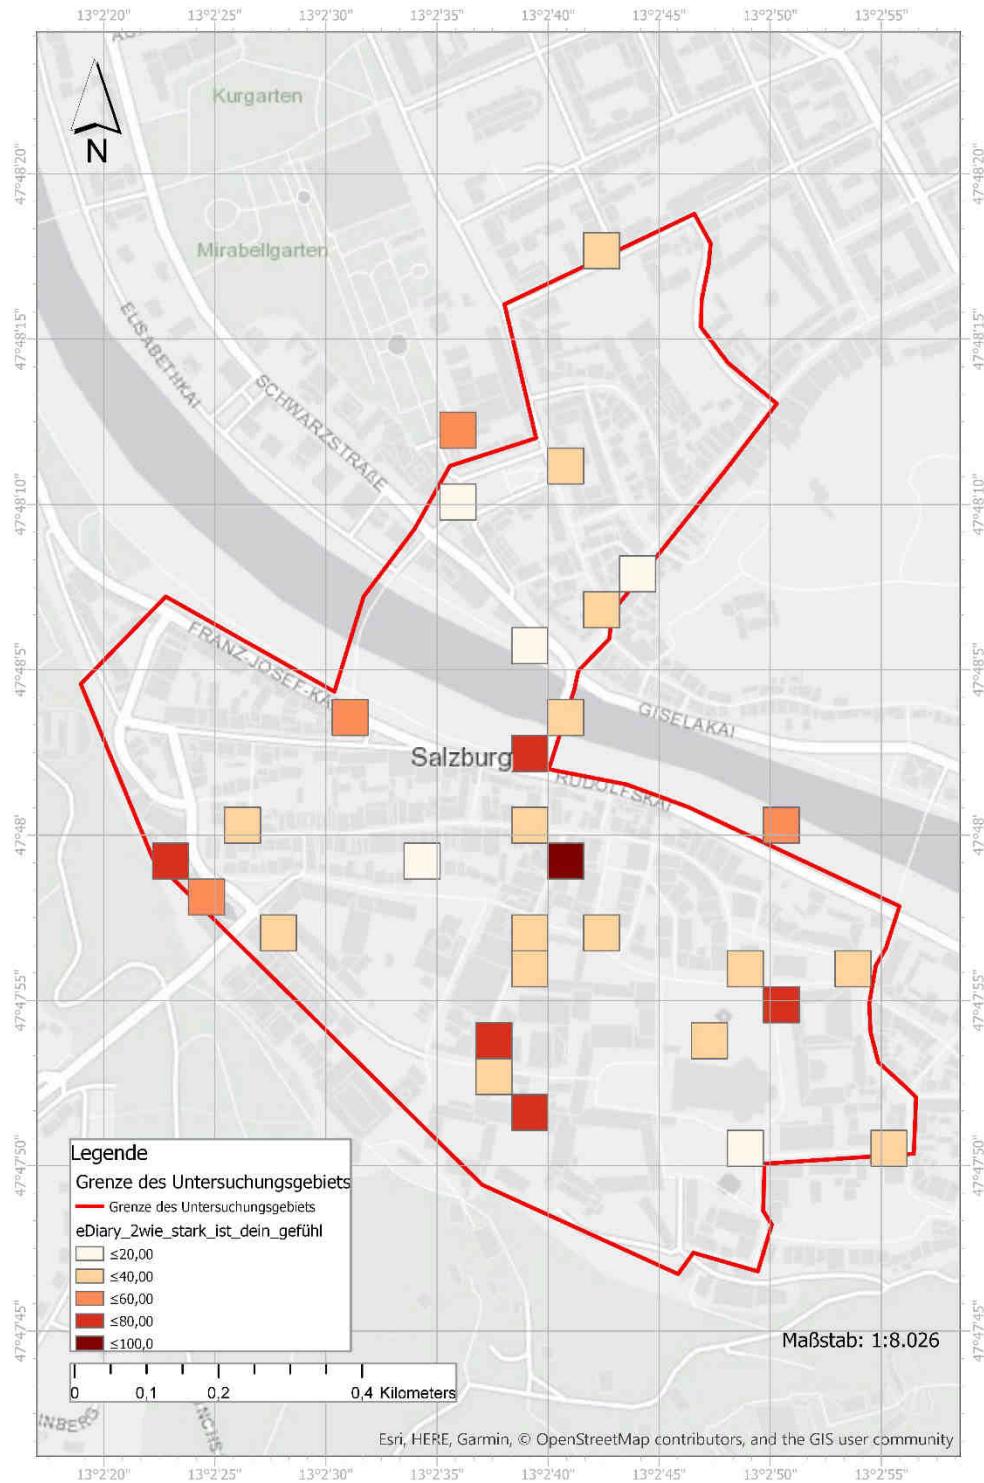 13°2'20" 13°2'25" 13°2'30" 13°2'35" 13°2'40" 13°2'45" 13°2'50" 13°2'55"
N
Kurgarten
Mirabellgarten
47°48'20" 47°48'20"
47°48'15" 47°48'15"
ELISABETHKAI
SCHWARZSTRAßE
47°48'10" 47°48'10"
47°48'5" 47°48'5"
FRANZ-JOSEF-KA
GISELAKAI
Salzburg
RUDOLFSKAI
47°48' 47°48'
47°47'55" 47°47'55"
47°47'50" 47°47'50"
47°47'45" 47°47'45"
Legende
Grenze des Untersuchungsgebiets
Grenze des Untersuchungsgebiets
eDiary_2wie_stark_ist_dein_gefühl
≤20,00
≤40,00
≤60,00
≤80,00
≤100,0
Maßstab: 1:8.026
0 0,1 0,2 0,4 Kilometers
INBERG
Esri, HERE, Garmin, © OpenStreetMap contributors, and the GIS user community
13°2'20" 13°2'25" 13°2'30" 13°2'35" 13°2'40" 13°2'45" 13°2'50" 13°2'55"